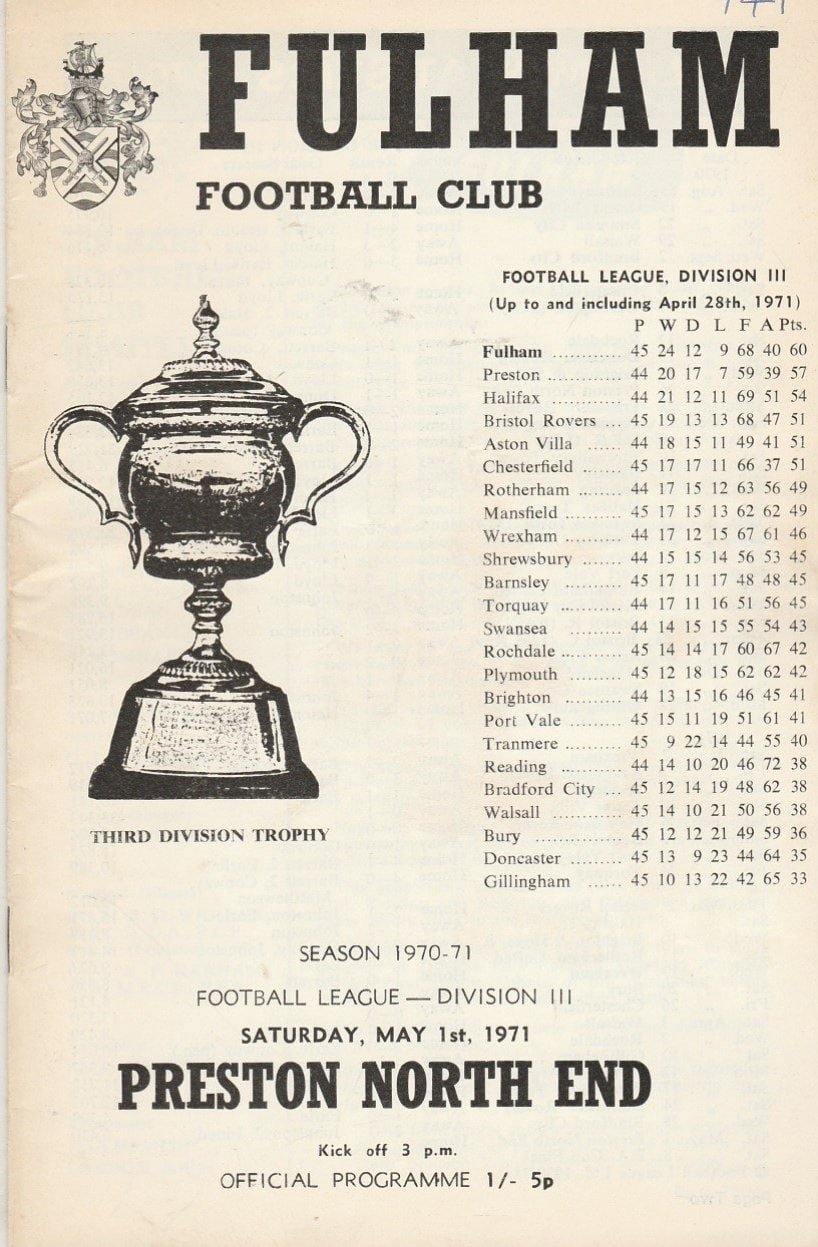 FULHAM
FOOTBALL CLUB
FOOTBALL LEAGUE, DIVISION III
(Up to and including April 28th, 1971)
P W D L F A Pts.
Fulham ............ 45 24 12 9 68 40 60
Preston ............ 44 20 17 7 59 39 57
Halifax ............ 44 21 12 11 69 51 54
Bristol Rovers ... 45 19 13 13 68 47 51
Aston Villa ...... 44 18 15 11 49 41 51
Chesterfield ...... 45 17 17 11 66 37 51
Rotherham ........ 44 17 15 12 63 56 49
Mansfield .......... 45 17 15 13 62 62 49
Wrexham .......... 44 17 12 15 67 61 46
Shrewsbury ...... 44 15 15 14 56 53 45
Barnsley .......... 45 17 11 17 48 48 45
Torquay ............ 44 17 11 16 51 56 45
Swansea .......... 44 14 15 15 55 54 43
Rochdale ............ 45 14 14 17 60 67 42
Plymouth .......... 45 12 18 15 62 62 42
Brighton .......... 44 13 15 16 46 45 41
Port Vale .......... 45 15 11 19 51 61 41
Tranmere .......... 45 9 22 14 44 55 40
Reading ............ 44 14 10 20 46 72 38
Bradford City ... 45 12 14 19 48 62 38
Walsall ............ 45 14 10 21 50 56 38
Bury ................ 45 12 12 21 49 59 36
Doncaster ......... 45 13 9 23 44 64 35
Gillingham ...... 45 10 13 22 42 65 33
THIRD DIVISION TROPHY
SEASON 1970-71
FOOTBALL LEAGUE — DIVISION III
SATURDAY, MAY 1st, 1971
PRESTON NORTH END
Kick off 3 p.m.
OFFICIAL PROGRAMME 1/- 5p